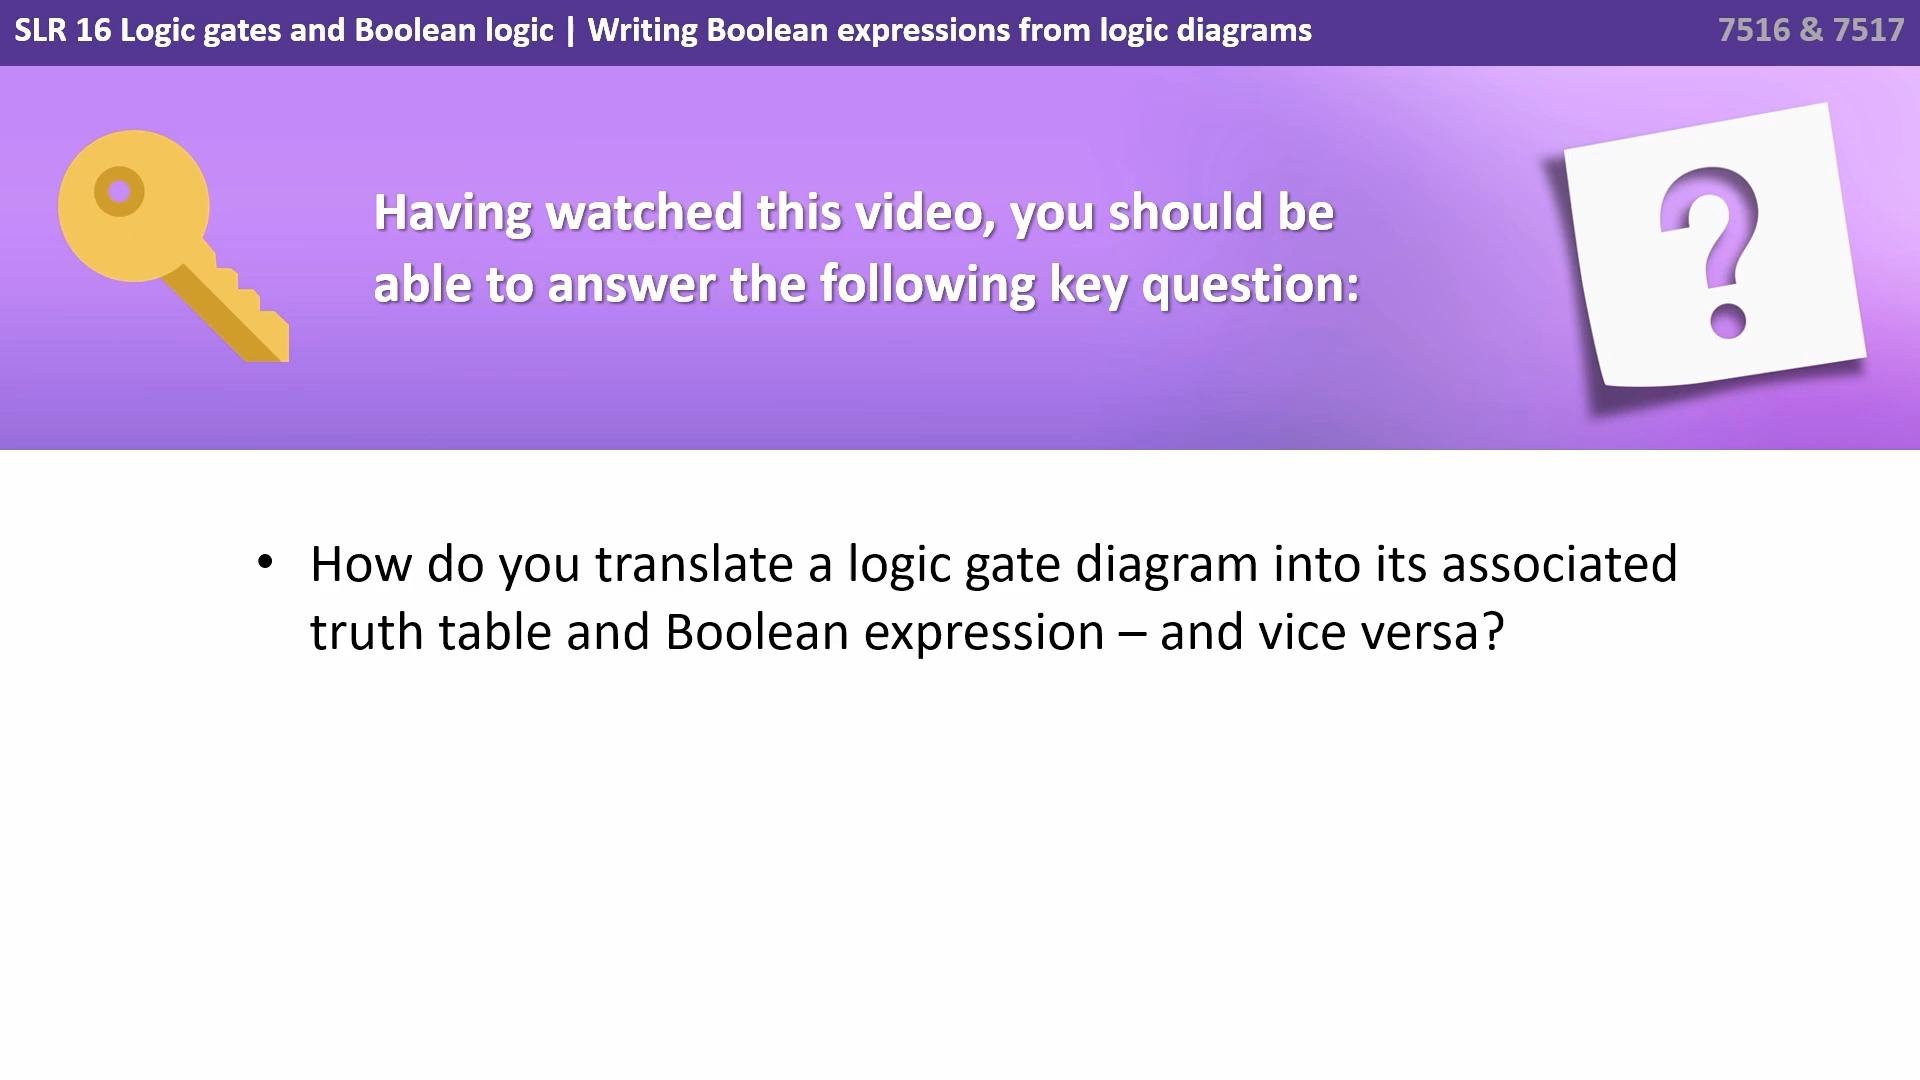 SLR 16 Logic gates and Boolean logic | Writing Boolean expressions from logic diagrams
7516 & 7517
Having watched this video, you should be
able to answer the following key question:
?
• How do you translate a logic gate diagram into its associated
truth table and Boolean expression – and vice versa?